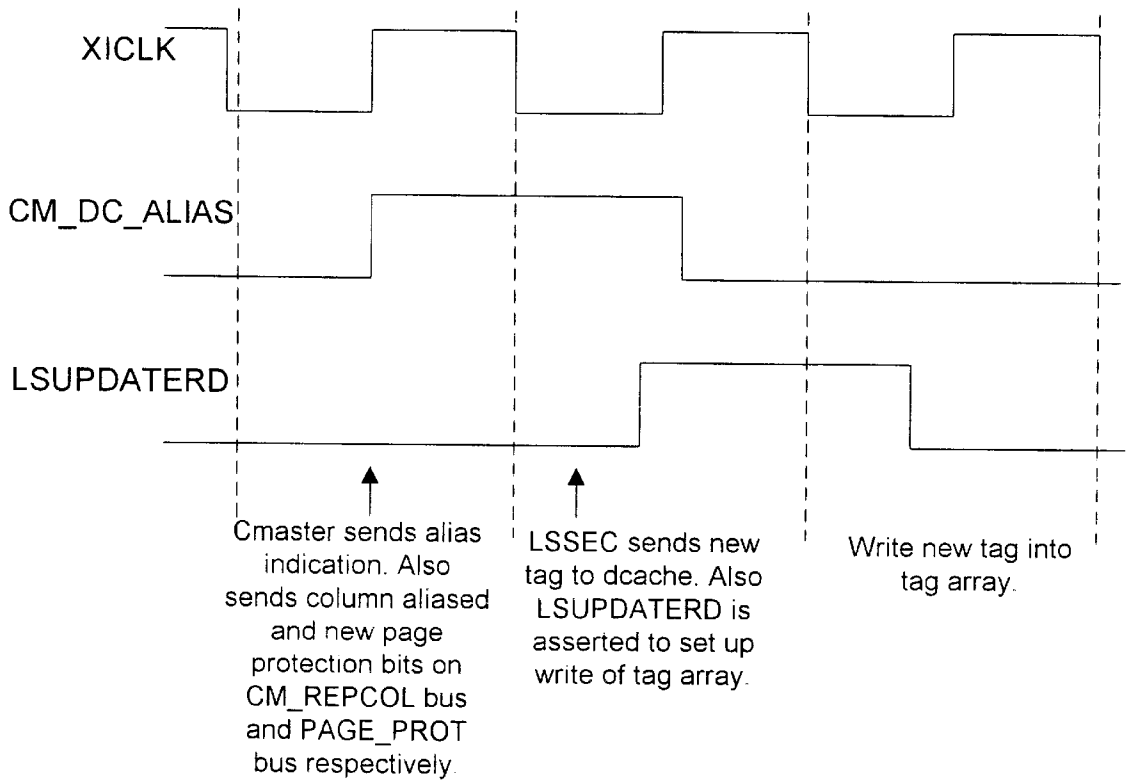 XICLK
CM_DC_ALIAS
LSUPDATERD
Cmaster sends alias
indication. Also
sends column aliased
and new page
protection bits on
CM_REPCOL bus
and PAGE_PROT
bus respectively.
LSSEC sends new
tag to dcache. Also
LSUPDATERD is
asserted to set up
write of tag array.
Write new tag into
tag array.